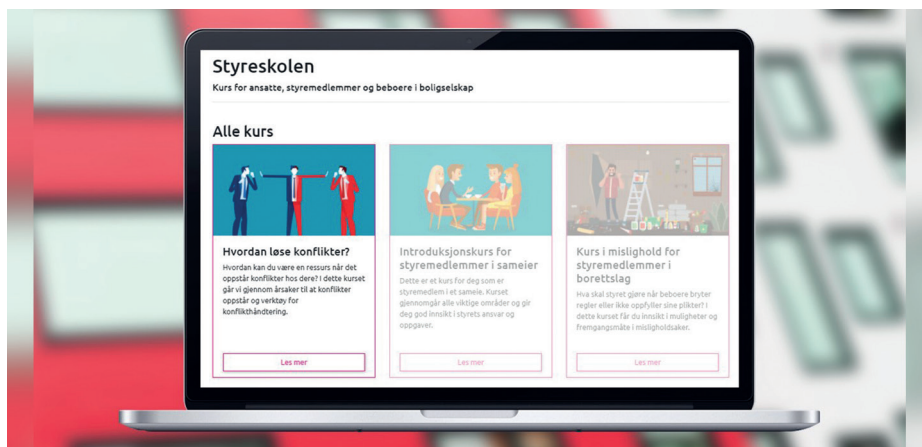 Styreskolen
Kurs for ansatte, styremedlemmer og beboere i boligselskap
Alle kurs
Hvordan løse konflikter?
Hvordan kan du være en ressurs når det
oppstår konflikter hos dere? I dette kurset
går vi gjennom årsaker til at konflikter
oppstår og verktøy for
konflikthåndtering.
Les mer
Introduksjonskurs for
styremedlemmer i sameier
Dette er et kurs for deg som er
styremedlem i et sameie. Kurset
gjennomgår alle viktige områder og gir
deg god innsikt i styrets ansvar og
oppgaver.
Les mer
Kurs i mislighold for
styremedlemmer i
borettslag
Hva skal styret gjøre når beboere bryter
regler eller ikke oppfyller sine plikter? I
dette kurset får du innsikt i muligheter og
fremgangsmåte i misligholdsaker.
Les mer